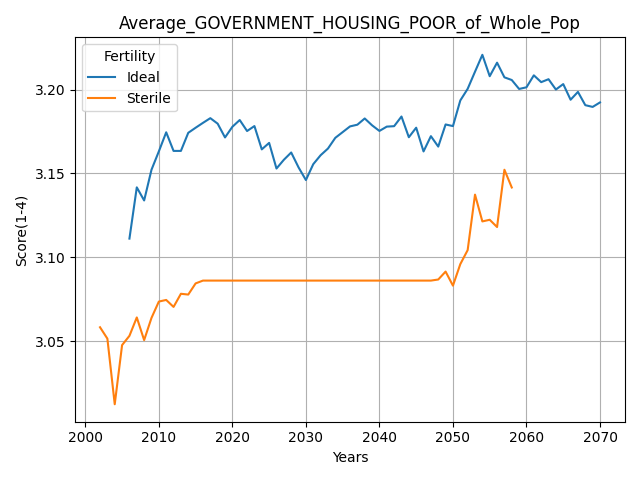 Average_GOVERNMENT_HOUSING_POOR_of_Whole_Pop
Fertility
Ideal
Sterile
Score(1-4)
3.20
3.15
3.10
3.05
2000 2010 2020 2030 2040 2050 2060 2070
Years